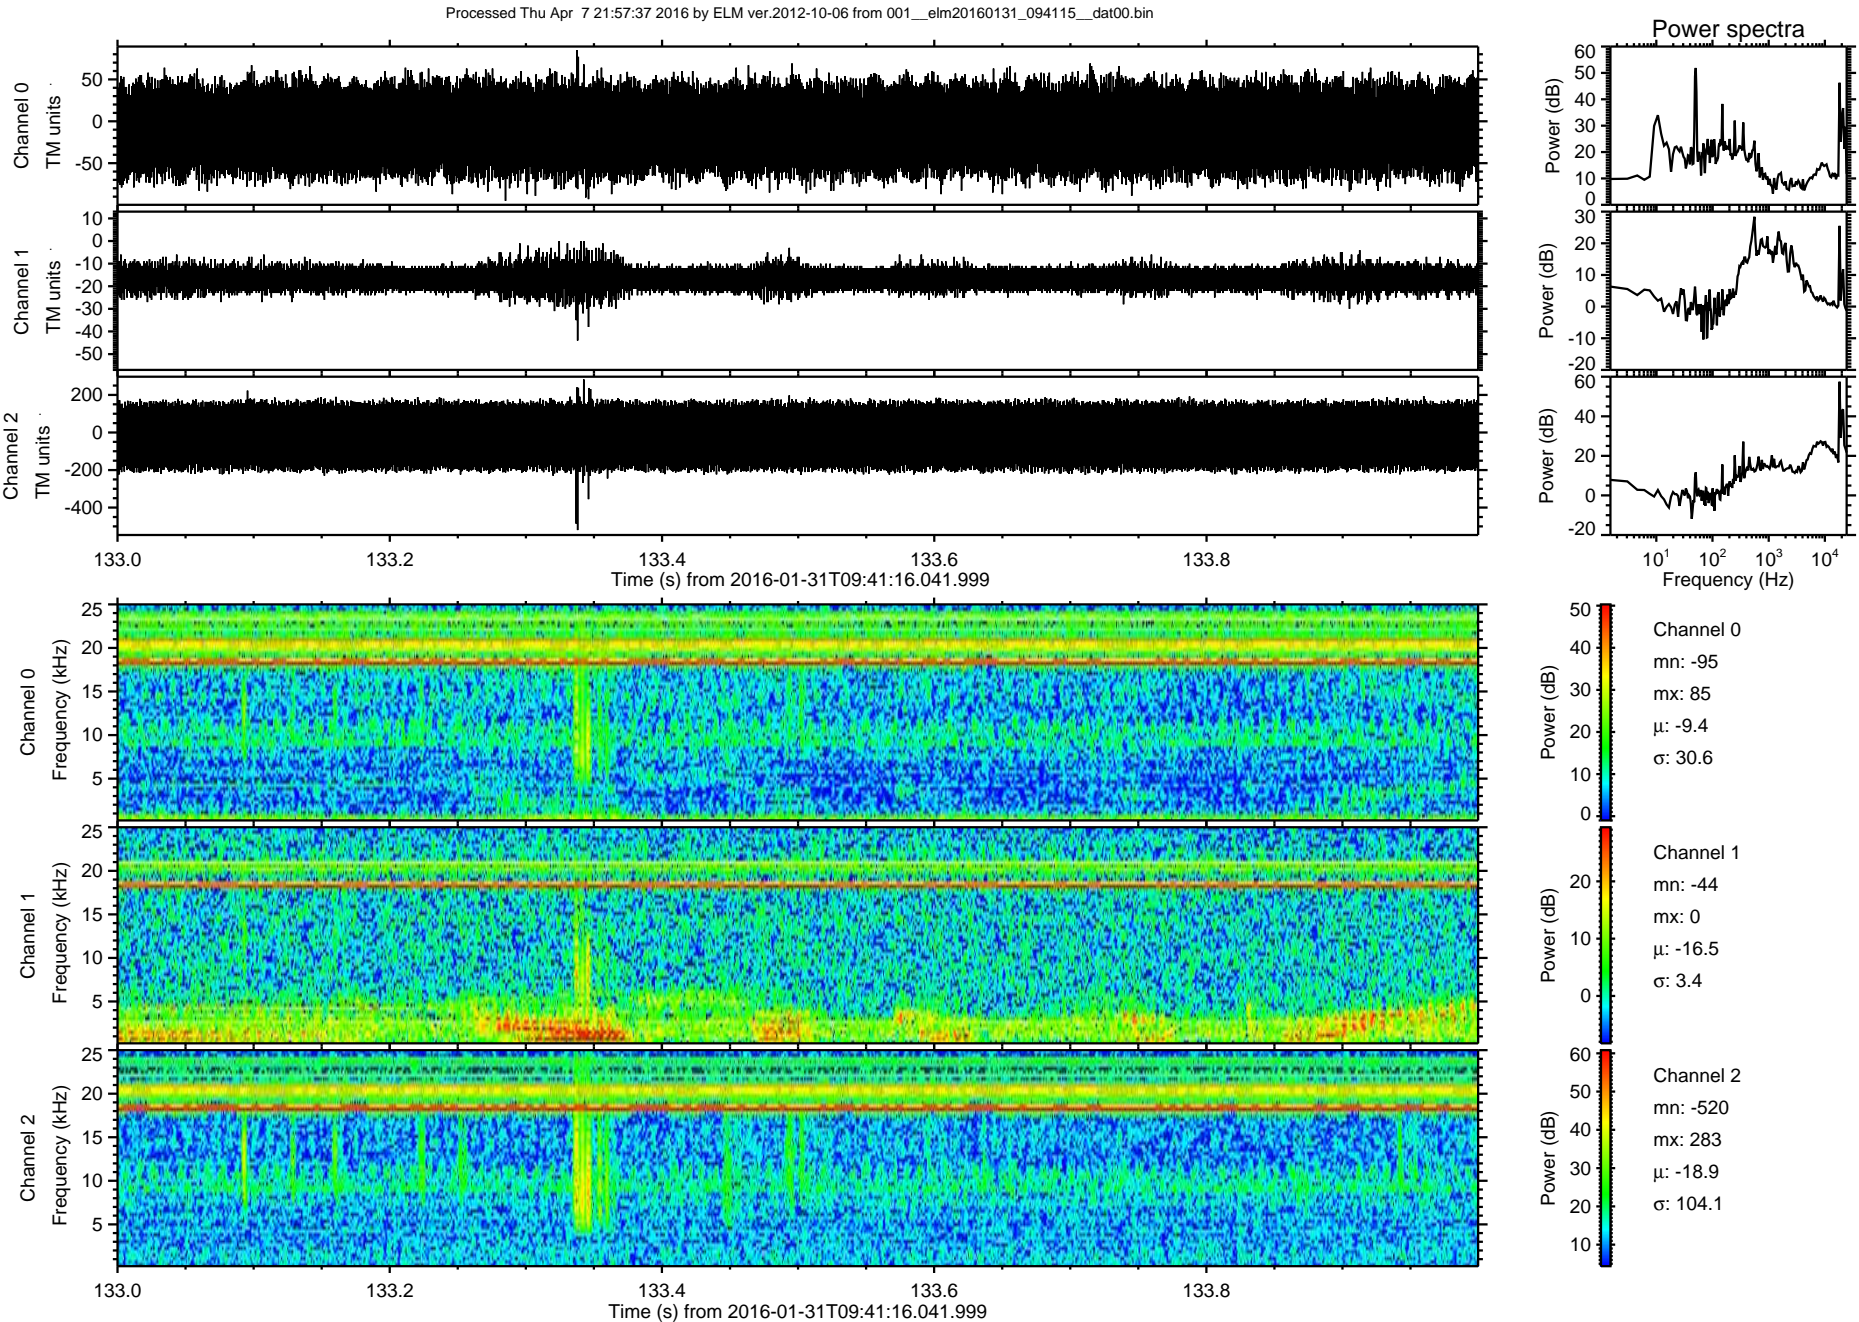 Processed Thu Apr  7 21:57:37 2016 by ELM ver.2012-10-06 from 001__elm20160131_094115__dat00.bin
Power spectra
Channel 0
TM units
50
0
-50
Power (dB)
60
50
40
30
20
10
0
Channel 1
TM units
10
0
-10
-20
-30
-40
-50
Power (dB)
30
20
10
0
-10
-20
Channel 2
TM units
200
0
-200
-400
Power (dB)
60
40
20
0
-20
133.0 133.2 133.4 133.6 133.8
Time (s) from 2016-01-31T09:41:16.041.999
10¹ 10² 10³ 10⁴
Frequency (Hz)
Channel 0
Frequency (kHz)
25
20
15
10
5
Power (dB)
50
40
30
20
10
0
Channel 0
mn: -95
mx: 85
μ: -9.4
σ: 30.6
Channel 1
Frequency (kHz)
25
20
15
10
5
Power (dB)
20
10
0
Channel 1
mn: -44
mx: 0
μ: -16.5
σ: 3.4
Channel 2
Frequency (kHz)
25
20
15
10
5
Power (dB)
60
50
40
30
20
10
Channel 2
mn: -520
mx: 283
μ: -18.9
σ: 104.1
133.0 133.2 133.4 133.6 133.8
Time (s) from 2016-01-31T09:41:16.041.999